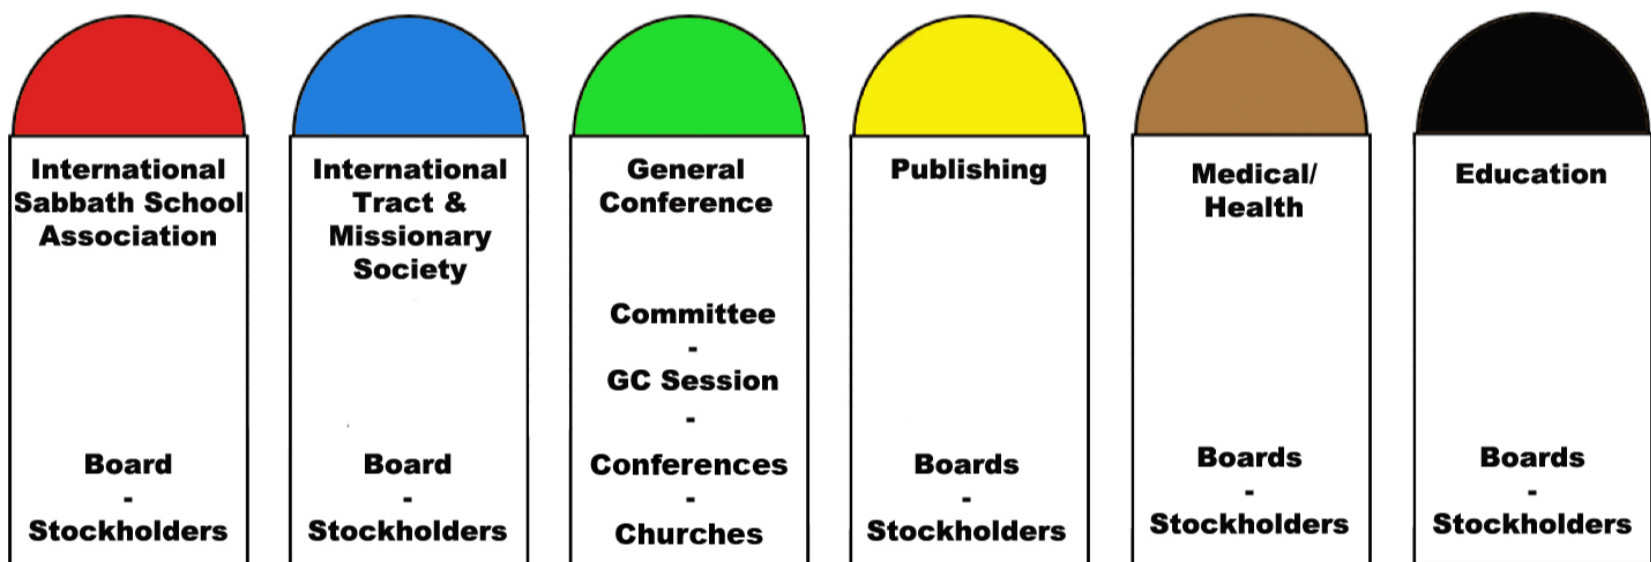 International
Sabbath School
Association
Board
-
Stockholders
International
Tract &
Missionary
Society
Board
-
Stockholders
General
Conference
Committee
-
GC Session
-
Conferences
-
Churches
Publishing
Boards
-
Stockholders
Medical/
Health
Boards
-
Stockholders
Education
Boards
-
Stockholders